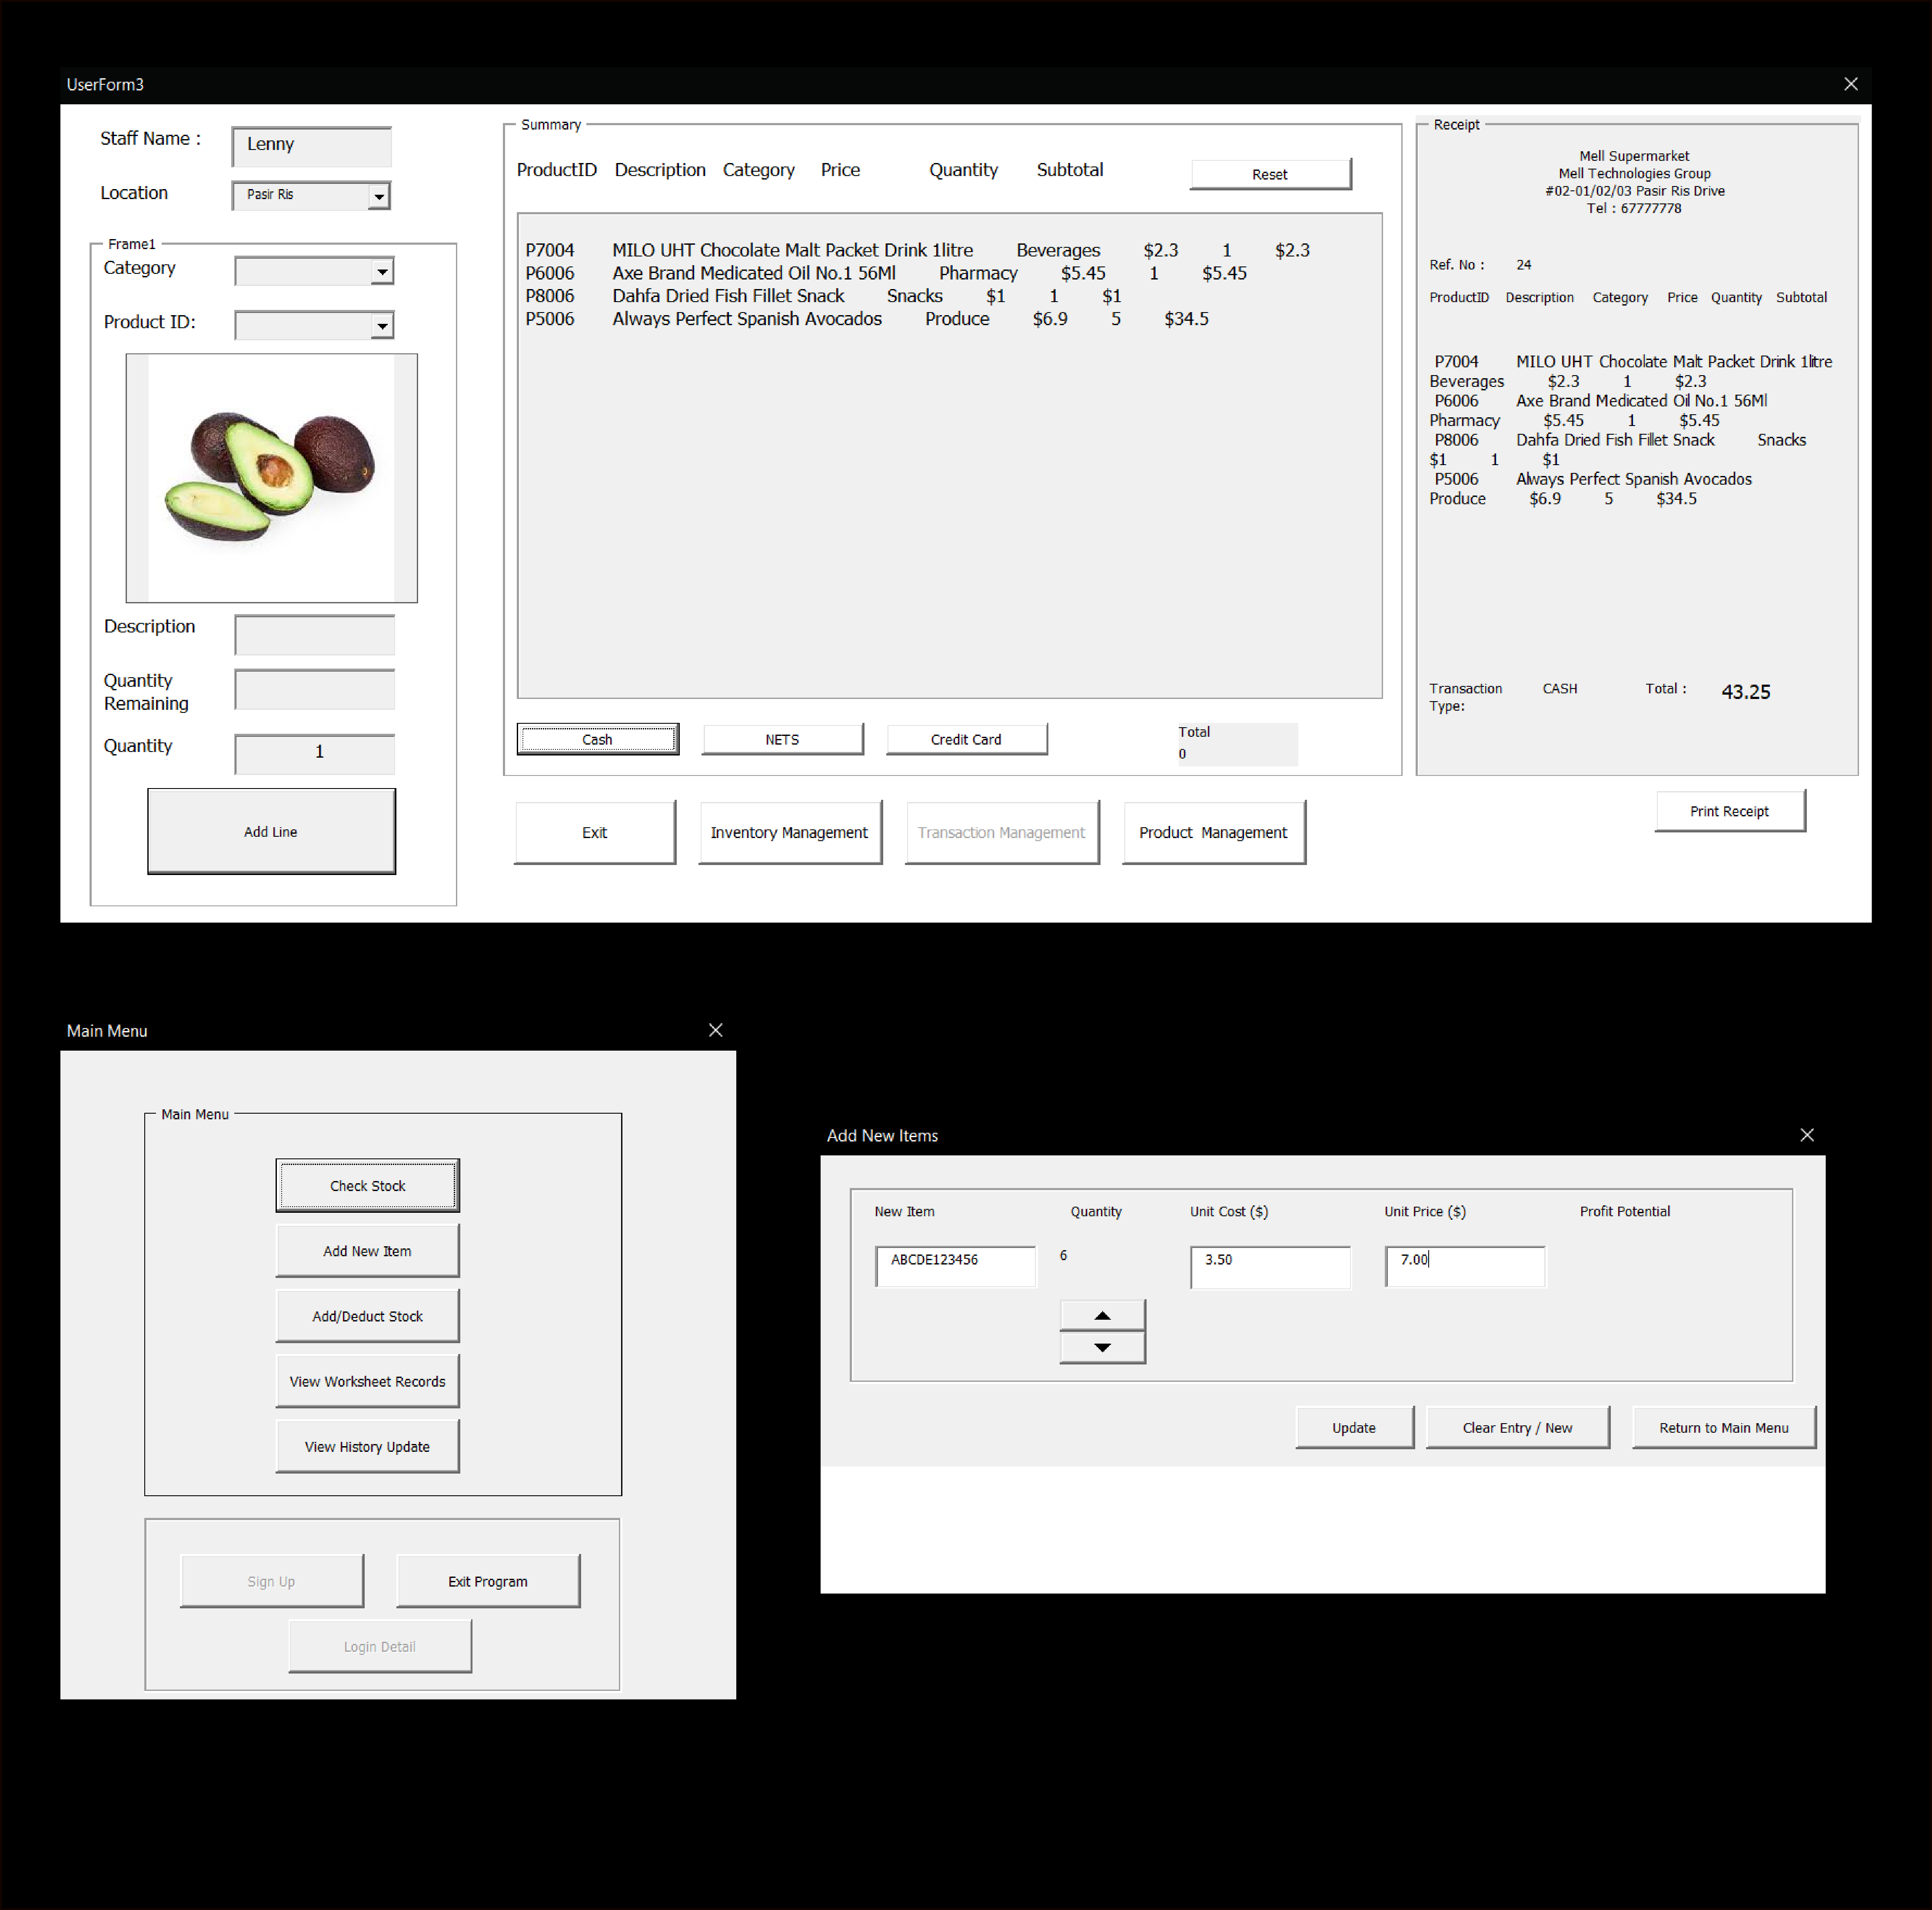 UserForm3
Staff Name :
Lenny
Location
Pasir Ris
Frame1
Category
Product ID:
Description
Quantity
Remaining
Quantity
1
Add Line
Summary
ProductID Description Category Price Quantity Subtotal
Reset
P7004 MILO UHT Chocolate Malt Packet Drink 1litre Beverages $2.3 1 $2.3
P6006 Axe Brand Medicated Oil No.1 56Ml Pharmacy $5.45 1 $5.45
P8006 Dahfa Dried Fish Fillet Snack Snacks $1 1 $1
P5006 Always Perfect Spanish Avocados Produce $6.9 5 $34.5
Cash
NETS
Credit Card
Total
0
Exit
Inventory Management
Transaction Management
Product Management
Receipt
Mell Supermarket
Mell Technologies Group
#02-01/02/03 Pasir Ris Drive
Tel : 67777778
Ref. No : 24
ProductID Description Category Price Quantity Subtotal
P7004 MILO UHT Chocolate Malt Packet Drink 1litre
Beverages $2.3 1 $2.3
P6006 Axe Brand Medicated Oil No.1 56Ml
Pharmacy $5.45 1 $5.45
P8006 Dahfa Dried Fish Fillet Snack Snacks
$1 1 $1
P5006 Always Perfect Spanish Avocados
Produce $6.9 5 $34.5
Transaction CASH Total : 43.25
Type:
Print Receipt
Main Menu
Main Menu
Check Stock
Add New Item
Add/Deduct Stock
View Worksheet Records
View History Update
Sign Up
Exit Program
Login Detail
Add New Items
New Item Quantity Unit Cost ($) Unit Price ($) Profit Potential
ABCDE123456 6 3.50 7.00
Update
Clear Entry / New
Return to Main Menu